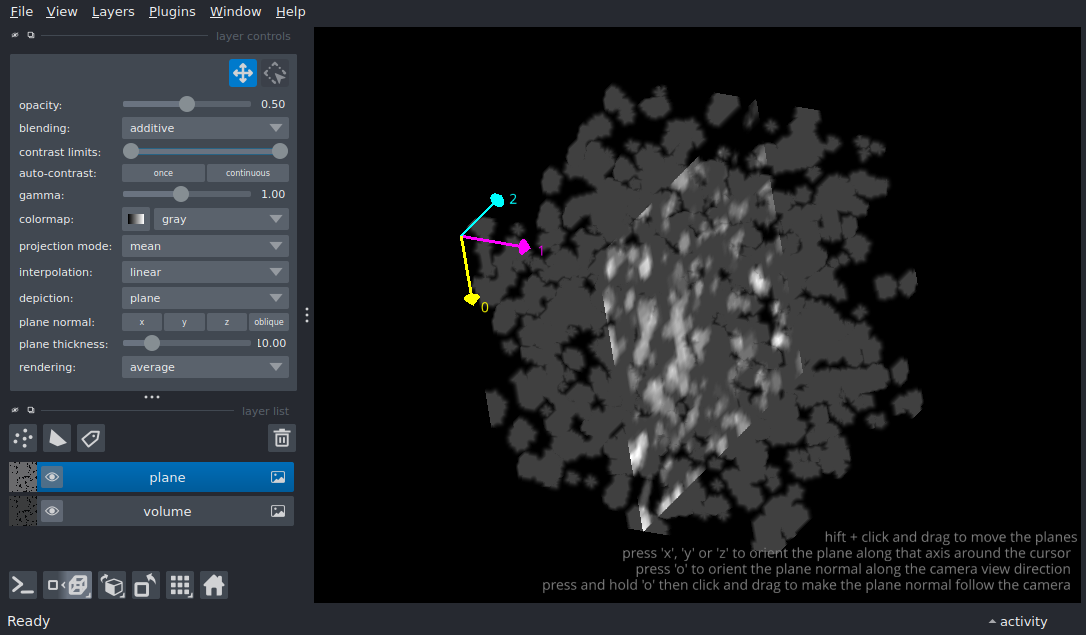 File View Layers Plugins Window Help
layer controls
opacity: 0.50
blending: additive
contrast limits:
auto-contrast: once continuous
gamma: 1.00
colormap: gray
projection mode: mean
interpolation: linear
depiction: plane
plane normal: x y z oblique
plane thickness: 10.00
rendering: average
layer list
plane
volume
2
1
0
hift + click and drag to move the planes
press 'x', 'y' or 'z' to orient the plane along that axis around the cursor
press 'o' to orient the plane normal along the camera view direction
press and hold 'o' then click and drag to make the plane normal follow the camera
Ready
activity